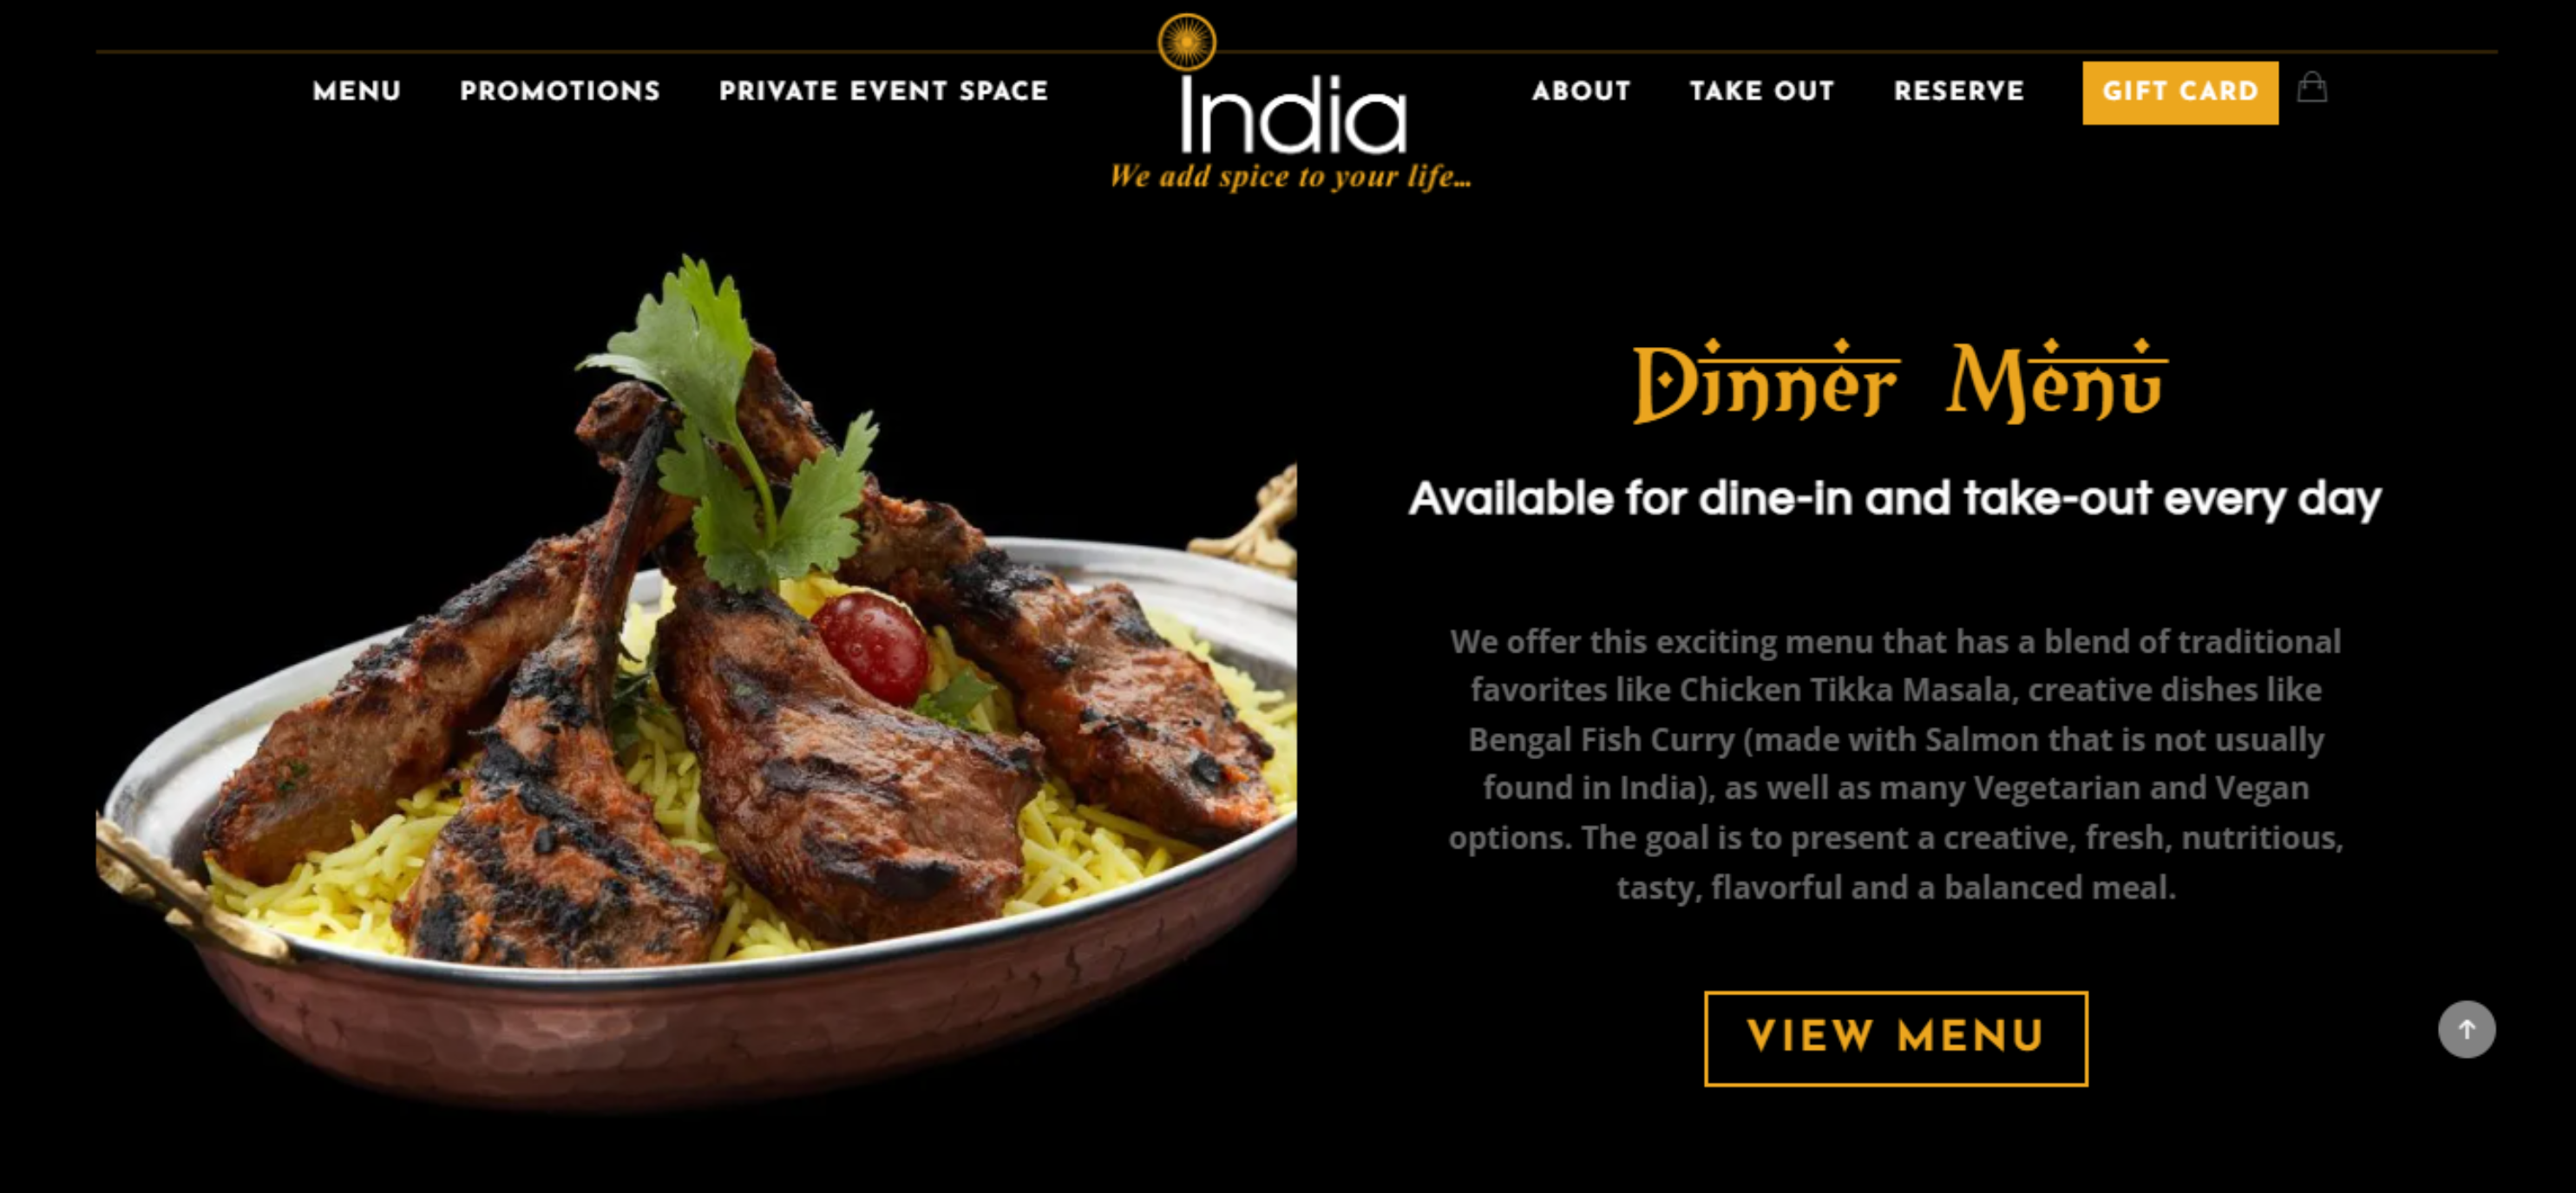 MENU
PROMOTIONS
PRIVATE EVENT SPACE
India
We add spice to your life...
ABOUT
TAKE OUT
RESERVE
GIFT CARD
Dinner Menu
Available for dine-in and take-out every day
We offer this exciting menu that has a blend of traditional
favorites like Chicken Tikka Masala, creative dishes like
Bengal Fish Curry (made with Salmon that is not usually
found in India), as well as many Vegetarian and Vegan
options. The goal is to present a creative, fresh, nutritious,
tasty, flavorful and a balanced meal.
VIEW MENU